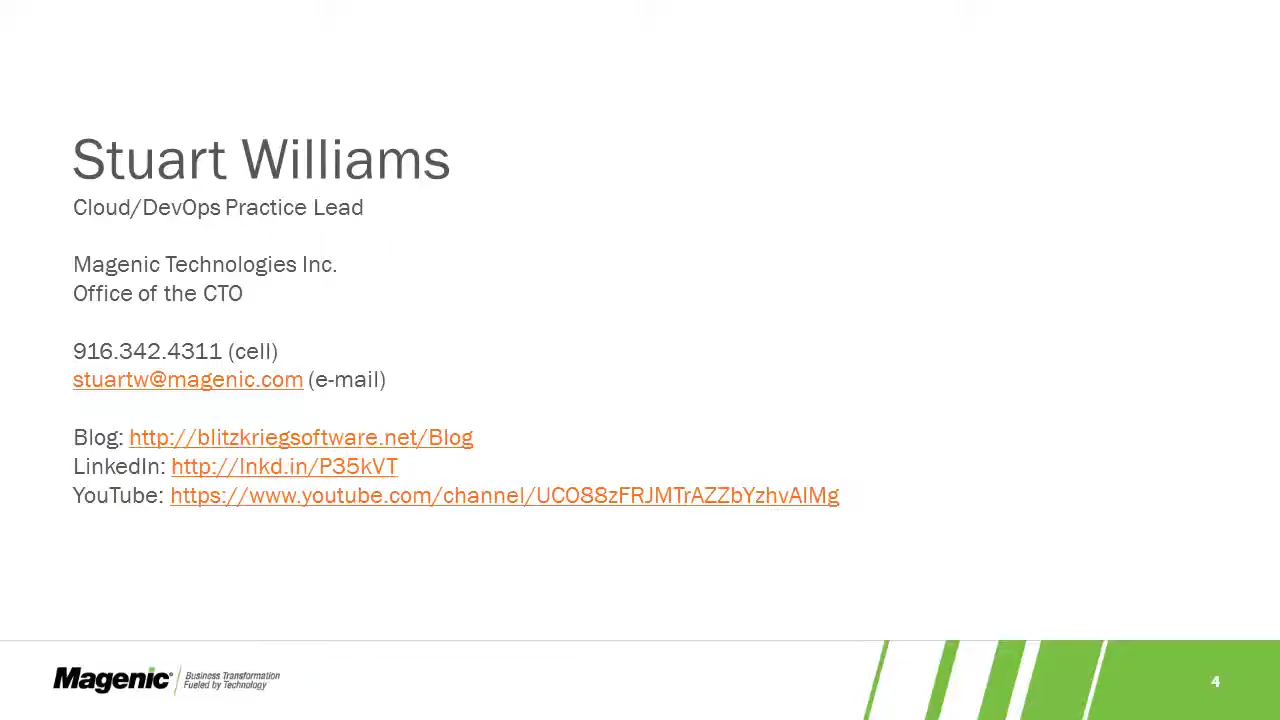 Stuart Williams
Cloud/DevOps Practice Lead
Magenic Technologies Inc.
Office of the CTO
916.342.4311 (cell)
stuartw@magenic.com (e-mail)
Blog: http://blitzkriegsoftware.net/Blog
LinkedIn: http://lnkd.in/P35kVT
YouTube: https://www.youtube.com/channel/UCO88zFRJMTrAZZbYzhvAlMg
Magenic
Business Transformation
Fueled by Technology
4